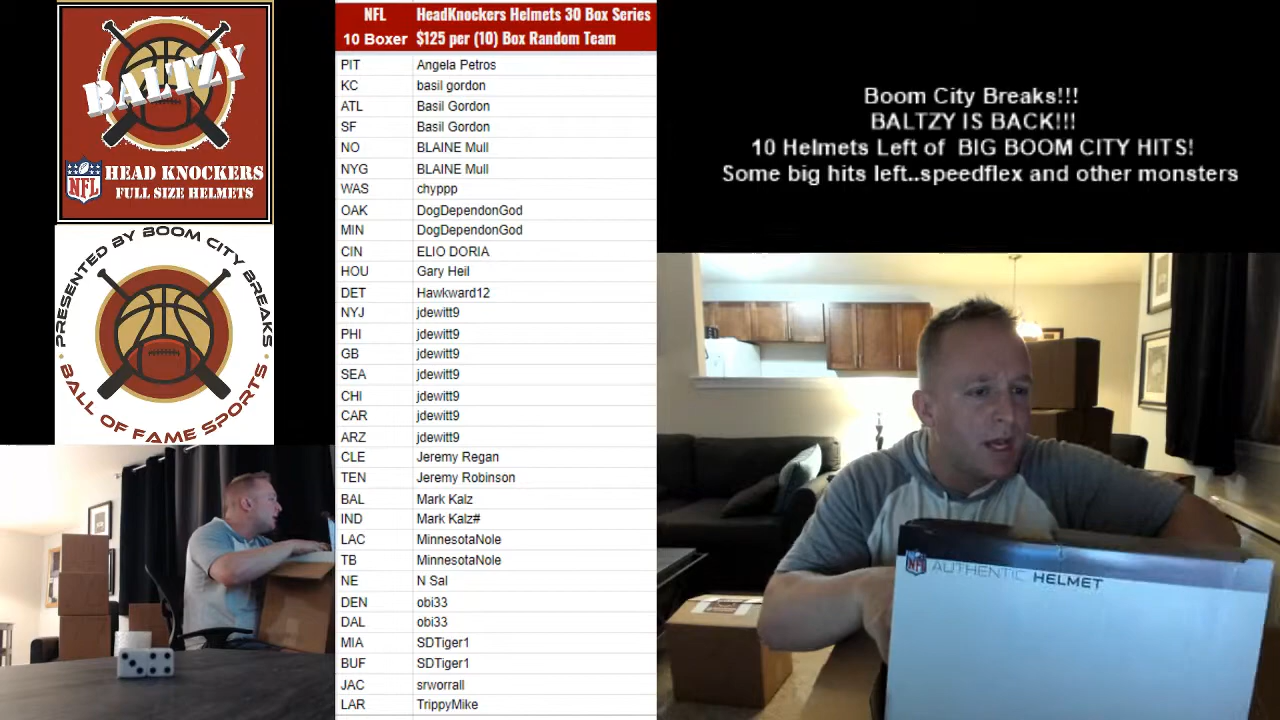 BALTZY
NFL
HEAD KNOCKERS
FULL SIZE HELMETS
PRESENTED BY BOOM CITY BREAKS
BALL OF FAME SPORTS
NFL HeadKnockers Helmets 30 Box Series
10 Boxer $125 per (10) Box Random Team
PIT Angela Petros
KC basil gordon
ATL Basil Gordon
SF Basil Gordon
NO BLAINE Mull
NYG BLAINE Mull
WAS chyppp
OAK DogDependonGod
MIN DogDependonGod
CIN ELIO DORIA
HOU Gary Heil
DET Hawkward12
NYJ jdewitt9
PHI jdewitt9
GB jdewitt9
SEA jdewitt9
CHI jdewitt9
CAR jdewitt9
ARZ jdewitt9
CLE Jeremy Regan
TEN Jeremy Robinson
BAL Mark Kalz
IND Mark Kalz#
LAC MinnesotaNole
TB MinnesotaNole
NE N Sal
DEN obi33
DAL obi33
MIA SDTiger1
BUF SDTiger1
JAC srworrall
LAR TrippyMike
Boom City Breaks!!!
BALTZY IS BACK!!!
10 Helmets Left of BIG BOOM CITY HITS!
Some big hits left..speedflex and other monsters
NFL AUTHENTIC HELMET